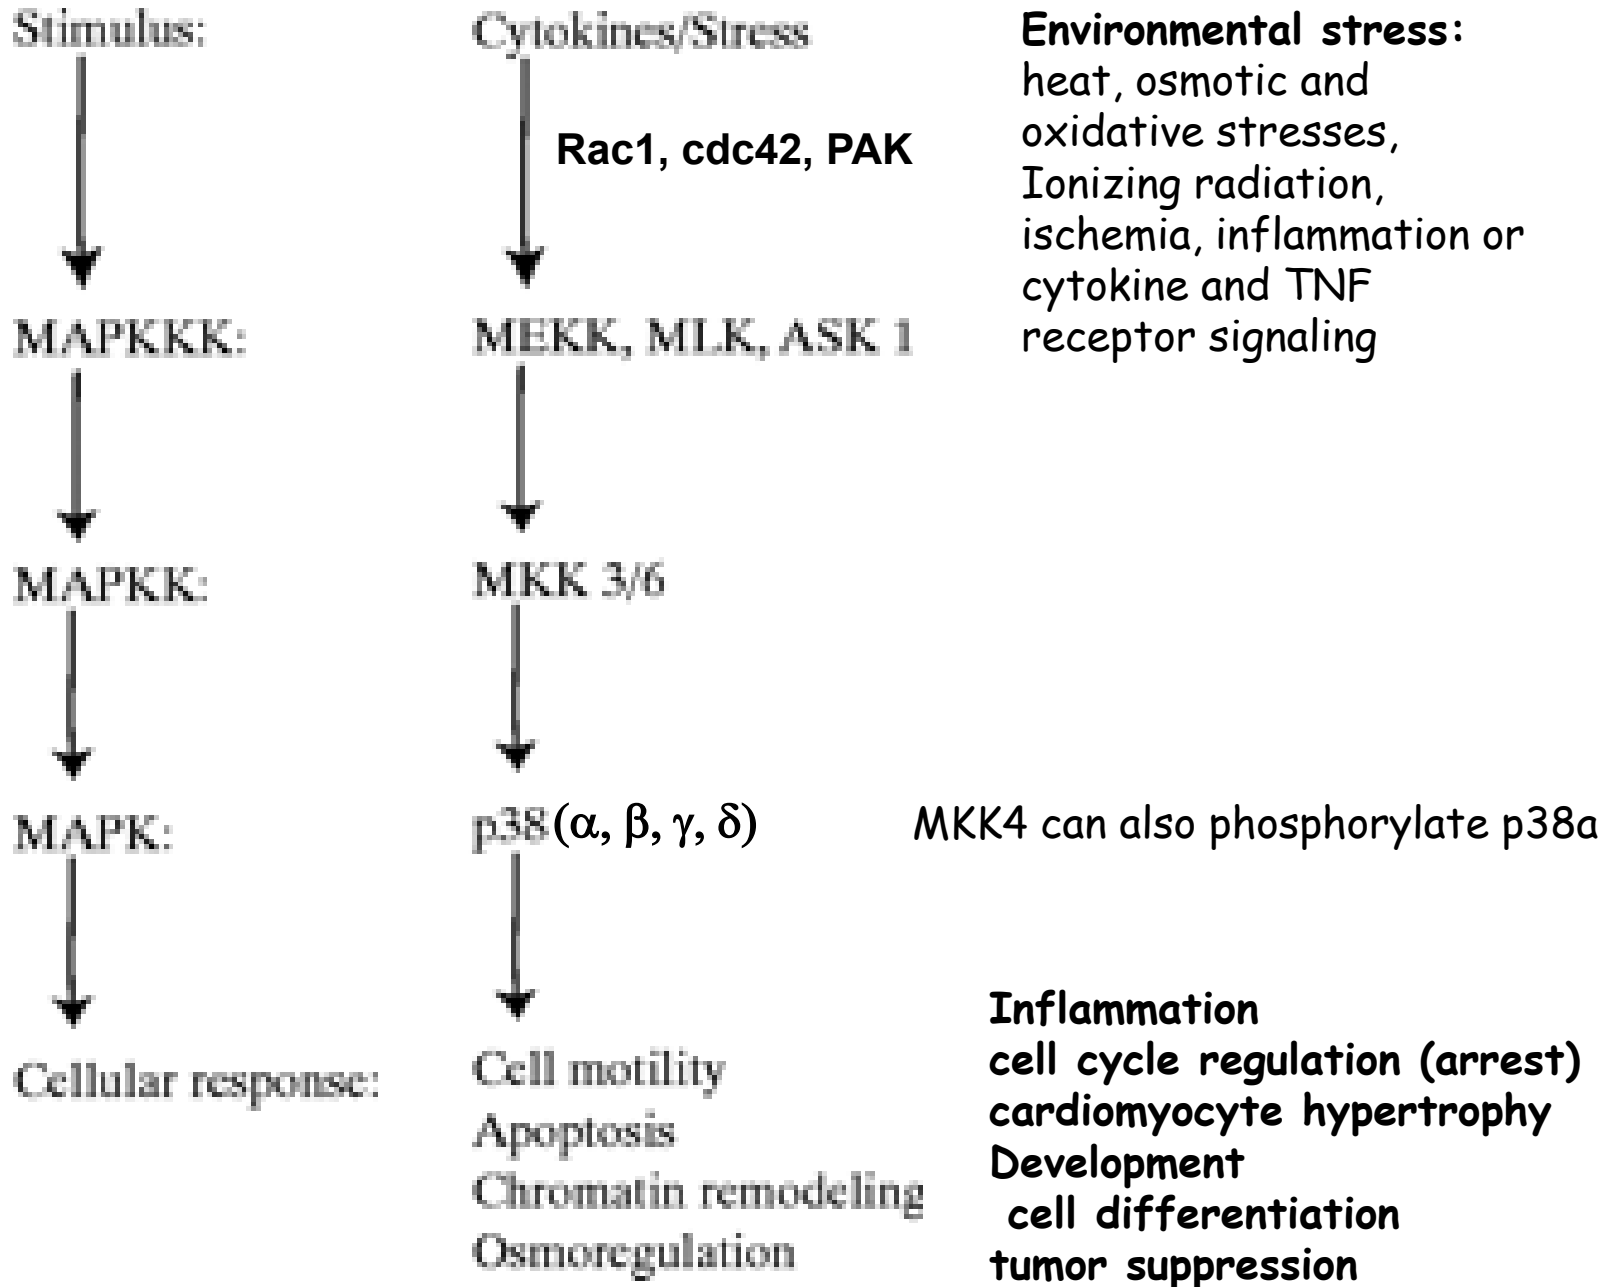 Stimulus:
Cytokines/Stress
Environmental stress:
heat, osmotic and
oxidative stresses,
Ionizing radiation,
ischemia, inflammation or
cytokine and TNF
receptor signaling
Rac1, cdc42, PAK
MAPKKK:
MEKK, MLK, ASK 1
MAPKK:
MKK 3/6
MAPK:
p38 (α, β, γ, δ)
MKK4 can also phosphorylate p38a
Cellular response:
Cell motility
Apoptosis
Chromatin remodeling
Osmoregulation
Inflammation
cell cycle regulation (arrest)
cardiomyocyte hypertrophy
Development
cell differentiation
tumor suppression